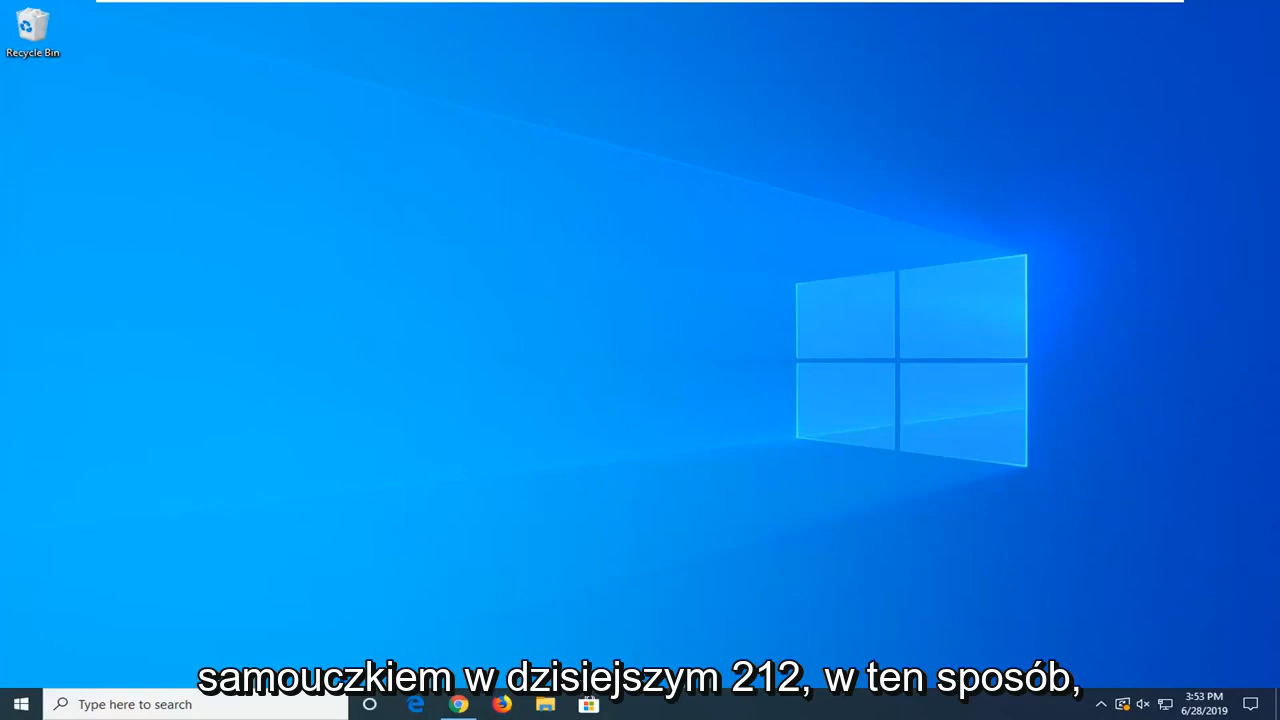 Recycle Bin
samouczkiem w dzisiejszym 212, w ten sposób,
Type here to search
3:53 PM
6/28/2019